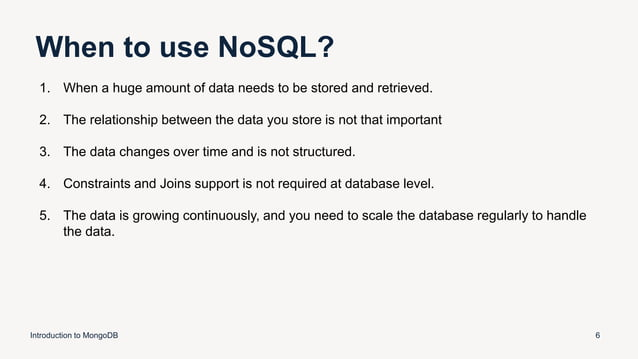 When to use NoSQL?
1. When a huge amount of data needs to be stored and retrieved.
2. The relationship between the data you store is not that important
3. The data changes over time and is not structured.
4. Constraints and Joins support is not required at database level.
5. The data is growing continuously, and you need to scale the database regularly to handle
the data.
Introduction to MongoDB
6